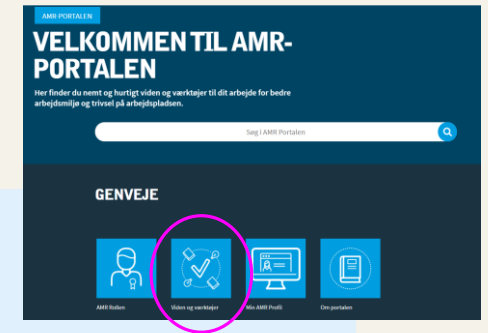 AMR-PORTALEN
VELKOMMEN TIL AMR-
PORTALEN
Her finder du nemt og hurtigt viden og værktøjer til dit arbejde for bedre
arbejdsmiljø og trivsel på arbejdspladsen.
Søg i AMR Portalen
GENVEJE
AMR Rollen
Viden og værktøjer
Min AMR Profil
Om portalen